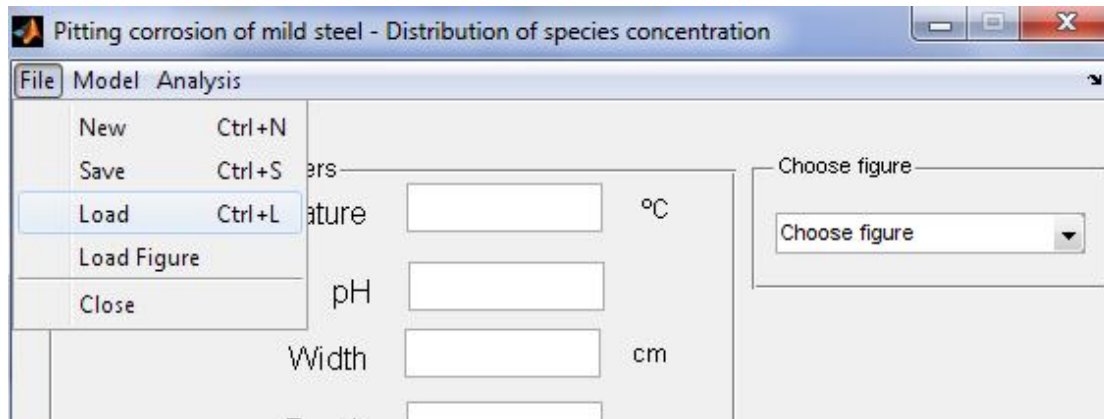 Pitting corrosion of mild steel - Distribution of species concentration
File Model Analysis
New Ctrl+N
Save Ctrl+S
Load Ctrl+L
Load Figure
Close
ers
ature ºC
pH
Width cm
Choose figure
Choose figure